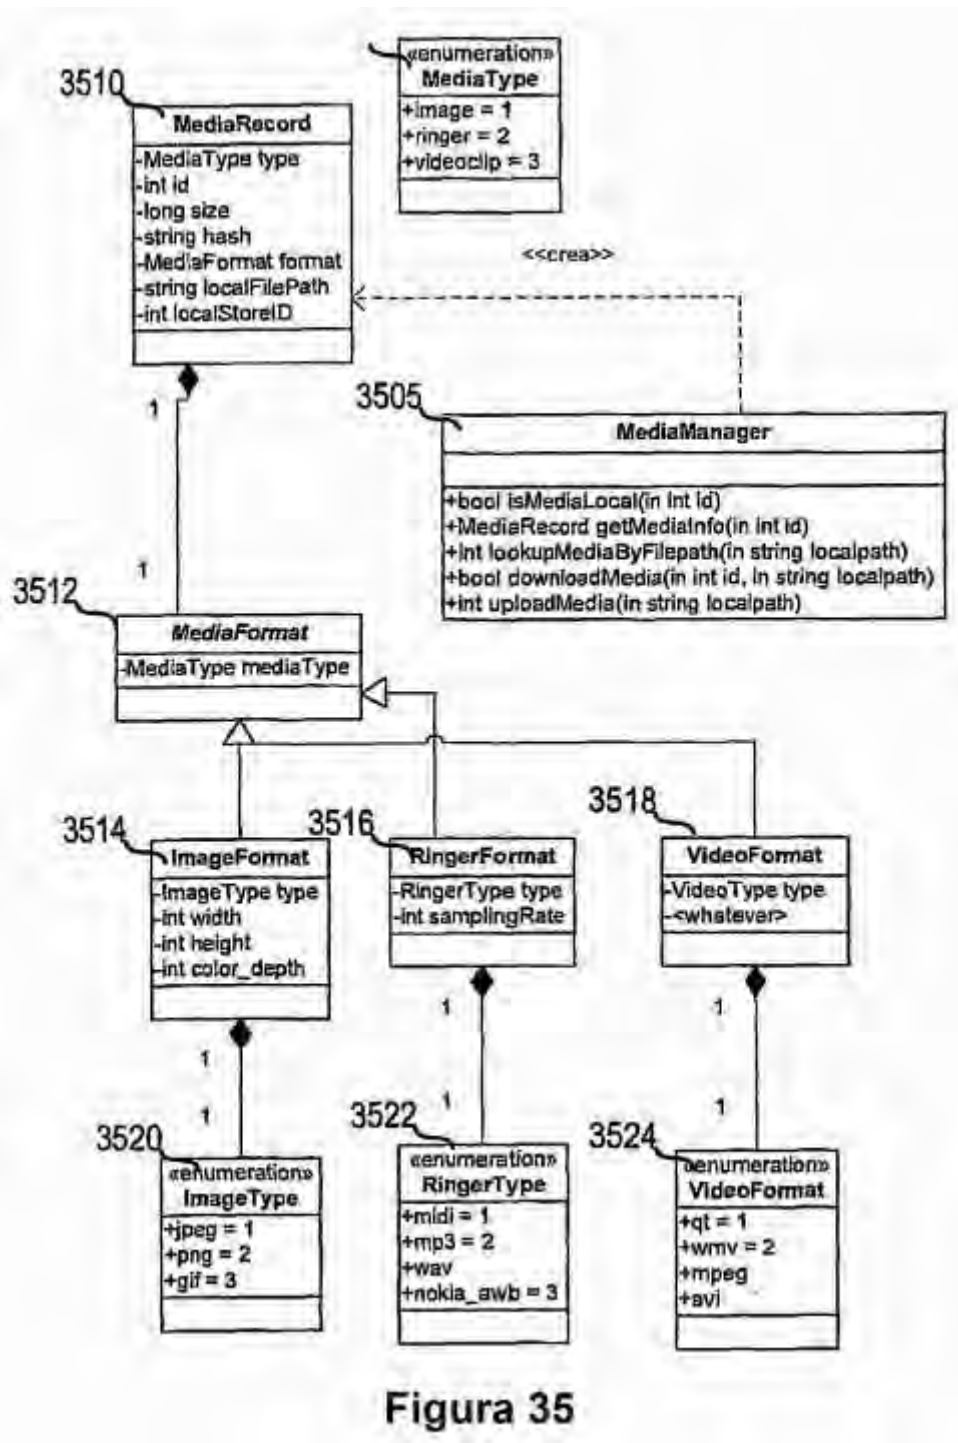 «enumeration»
MediaType
+image = 1
+ringer = 2
+videoclip = 3
3510
MediaRecord
-MediaType type
-int id
-long size
-string hash
-MediaFormat format
-string localFilePath
-int localStoreID
<<crea>>
1
1
3505
MediaManager
+bool isMediaLocal(in int id)
+MediaRecord getMediaInfo(in int id)
+int lookupMediaByFilepath(in string localpath)
+bool downloadMedia(in int id, in string localpath)
+int uploadMedia(in string localpath)
3512
MediaFormat
-MediaType mediaType
3514
ImageFormat
-ImageType type
-int width
-int height
-int color_depth
1
1
3516
RingerFormat
-RingerType type
-int samplingRate
1
1
3518
VideoFormat
-VideoType type
-<whatever>
1
1
3520
«enumeration»
ImageType
+jpeg = 1
+png = 2
+gif = 3
3522
«enumeration»
RingerType
+midi = 1
+mp3 = 2
+wav
+nokia_awb = 3
3524
«enumeration»
VideoFormat
+qt = 1
+wmv = 2
+mpeg
+avi
Figura 35